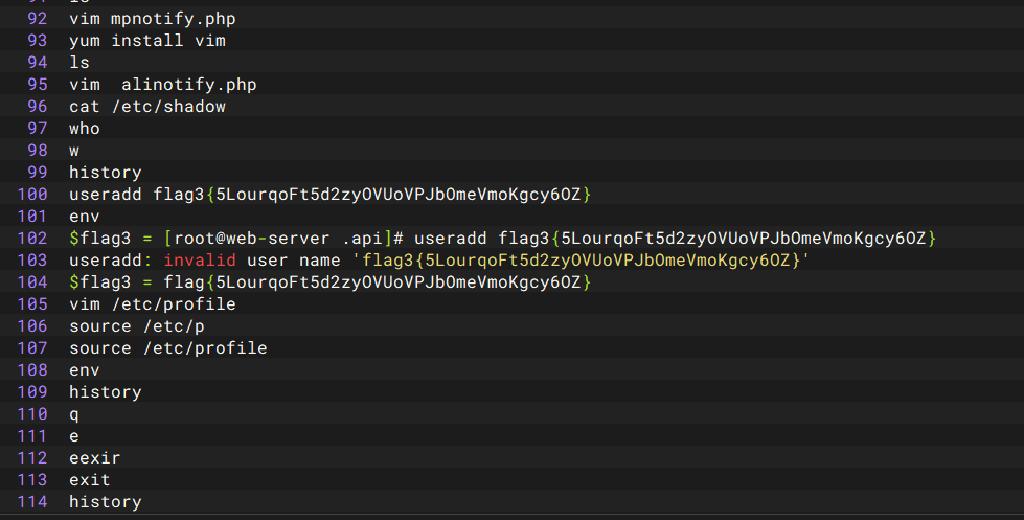 92 vim mpnotify.php
93 yum install vim
94 ls
95 vim  alinotify.php
96 cat /etc/shadow
97 who
98 w
99 history
100 useradd flag3{5LourqoFt5d2zyOVUoVPJbOmeVmoKgcy6OZ}
101 env
102 $flag3 = [root@web-server .api]# useradd flag3{5LourqoFt5d2zyOVUoVPJbOmeVmoKgcy6OZ}
103 useradd: invalid user name 'flag3{5LourqoFt5d2zyOVUoVPJbOmeVmoKgcy6OZ}'
104 $flag3 = flag{5LourqoFt5d2zyOVUoVPJbOmeVmoKgcy6OZ}
105 vim /etc/profile
106 source /etc/p
107 source /etc/profile
108 env
109 history
110 q
111 e
112 eexir
113 exit
114 history